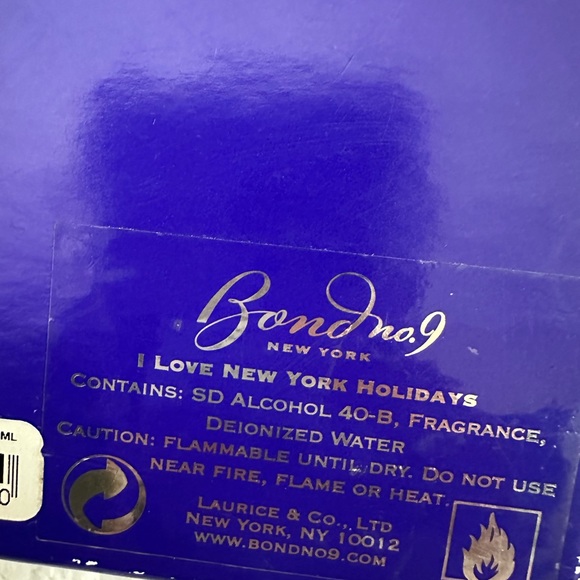 Bond no.9
NEW YORK
I LOVE NEW YORK HOLIDAYS
CONTAINS: SD ALCOHOL 40-B, FRAGRANCE,
DEIONIZED WATER
CAUTION: FLAMMABLE UNTIL DRY. DO NOT USE
NEAR FIRE, FLAME OR HEAT.
LAURICE & CO., LTD
NEW YORK, NY 10012
WWW.BONDNO9.COM
ML
0